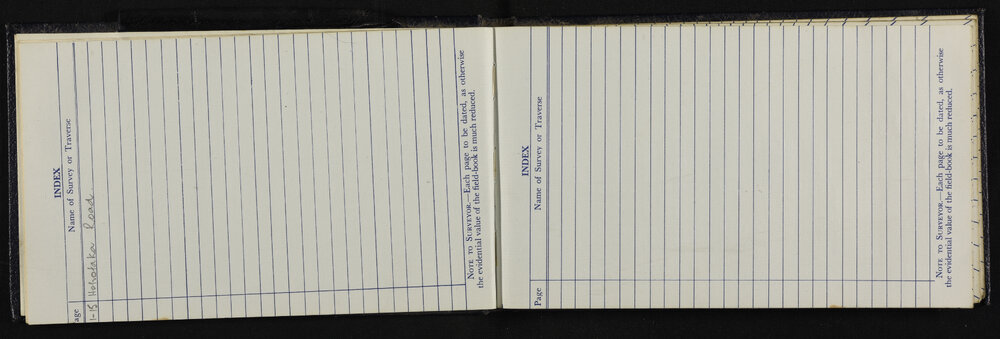 INDEX
age Name of Survey or Traverse
1-15 Hohotaka Road
NOTE TO SURVEYOR.—Each page to be dated, as otherwise
the evidential value of the field-book is much reduced.
INDEX
Page Name of Survey or Traverse
NOTE TO SURVEYOR.—Each page to be dated, as otherwise
the evidential value of the field-book is much reduced.